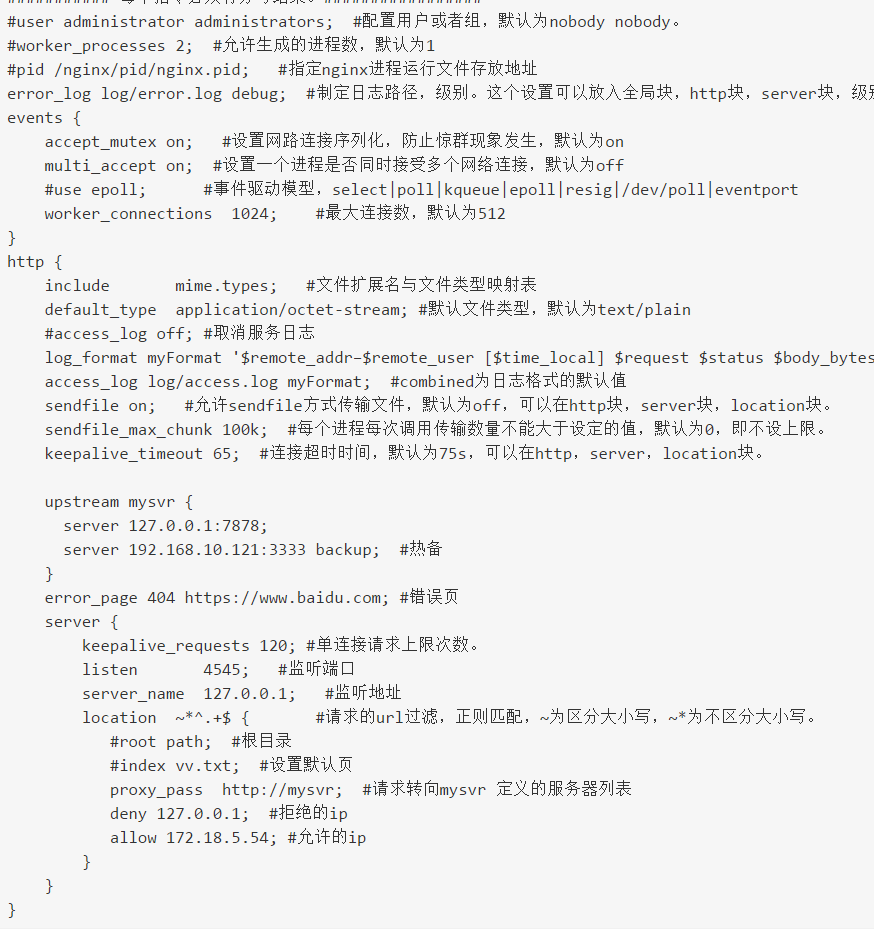 #user administrator administrators;  #配置用户或者组，默认为nobody nobody。
#worker_processes 2;  #允许生成的进程数，默认为1
#pid /nginx/pid/nginx.pid;   #指定nginx进程运行文件存放地址
error_log log/error.log debug;  #制定日志路径，级别。这个设置可以放入全局块，http块，server块，级别
events {
    accept_mutex on;   #设置网路连接序列化，防止惊群现象发生，默认为on
    multi_accept on;  #设置一个进程是否同时接受多个网络连接，默认为off
    #use epoll;      #事件驱动模型，select|poll|kqueue|epoll|resig|/dev/poll|eventport
    worker_connections  1024;    #最大连接数，默认为512
}
http {
    include       mime.types;   #文件扩展名与文件类型映射表
    default_type  application/octet-stream; #默认文件类型，默认为text/plain
    #access_log off; #取消服务日志
    log_format myFormat '$remote_addr–$remote_user [$time_local] $request $status $body_bytes
    access_log log/access.log myFormat;  #combined为日志格式的默认值
    sendfile on;   #允许sendfile方式传输文件，默认为off，可以在http块，server块，location块。
    sendfile_max_chunk 100k;  #每个进程每次调用传输数量不能大于设定的值，默认为0，即不设上限。
    keepalive_timeout 65;  #连接超时时间，默认为75s，可以在http，server，location块。
    upstream mysvr {
      server 127.0.0.1:7878;
      server 192.168.10.121:3333 backup;  #热备
    }
    error_page 404 https://www.baidu.com; #错误页
    server {
        keepalive_requests 120; #单连接请求上限次数。
        listen       4545;   #监听端口
        server_name  127.0.0.1;   #监听地址
        location  ~*^.+$ {       #请求的url过滤，正则匹配，~为区分大小写，~*为不区分大小写。
           #root path;  #根目录
           #index vv.txt;  #设置默认页
           proxy_pass  http://mysvr;  #请求转向mysvr 定义的服务器列表
           deny 127.0.0.1;  #拒绝的ip
           allow 172.18.5.54; #允许的ip
        }
    }
}